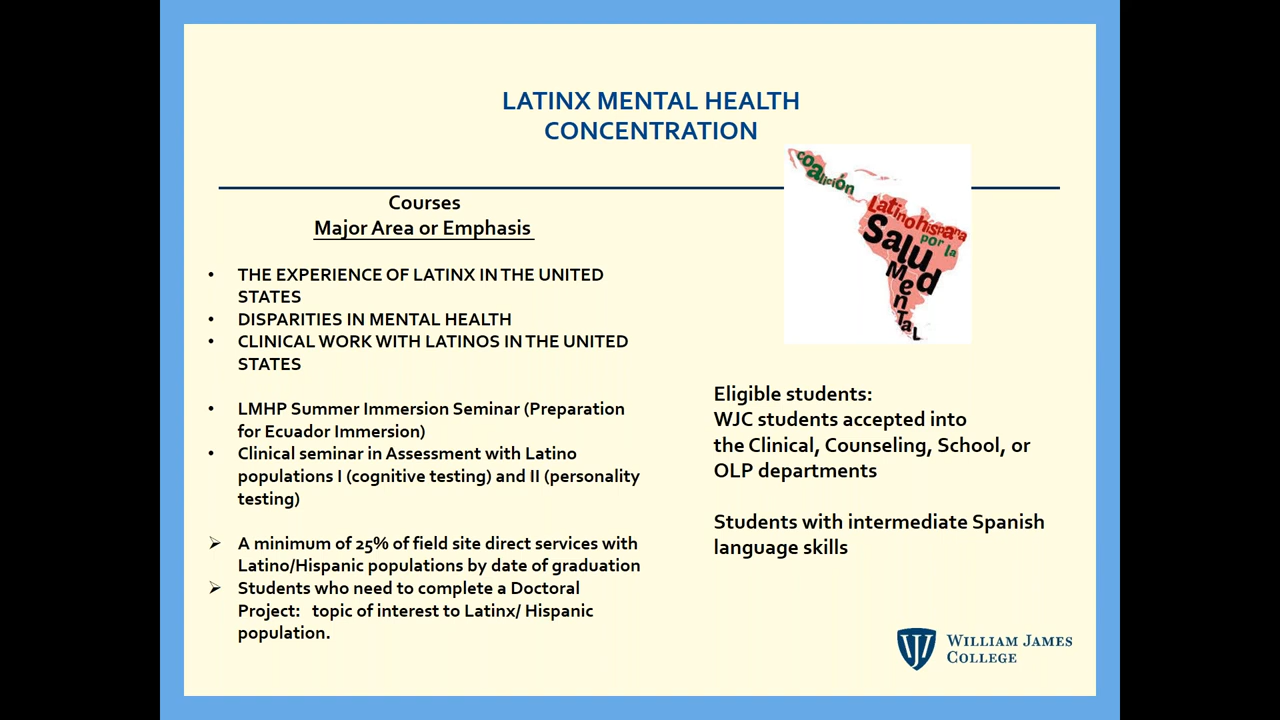 LATINX MENTAL HEALTH
CONCENTRATION
coalición
Latinohispana
por la
Salud
Mental
Courses
Major Area or Emphasis
• THE EXPERIENCE OF LATINX IN THE UNITED
STATES
• DISPARITIES IN MENTAL HEALTH
• CLINICAL WORK WITH LATINOS IN THE UNITED
STATES
• LMHP Summer Immersion Seminar (Preparation
for Ecuador Immersion)
• Clinical seminar in Assessment with Latino
populations I (cognitive testing) and II (personality
testing)
➢ A minimum of 25% of field site direct services with
Latino/Hispanic populations by date of graduation
➢ Students who need to complete a Doctoral
Project: topic of interest to Latinx/ Hispanic
population.
Eligible students:
WJC students accepted into
the Clinical, Counseling, School, or
OLP departments
Students with intermediate Spanish
language skills
WILLIAM JAMES
COLLEGE